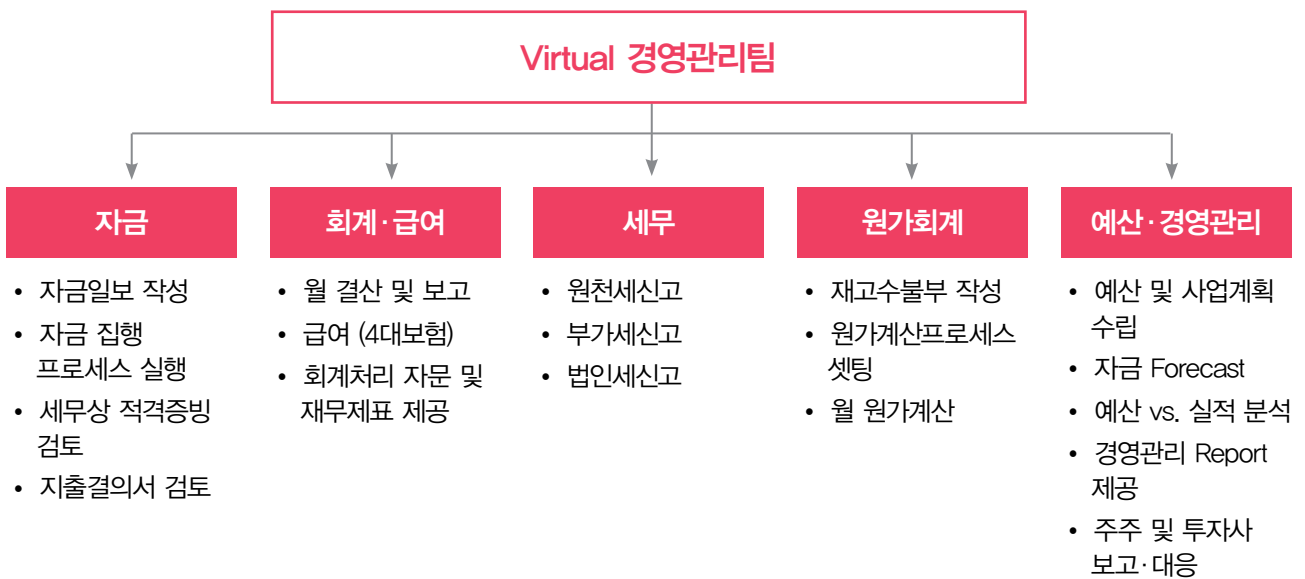 Virtual 경영관리팀
자금
• 자금일보 작성
• 자금 집행
프로세스 실행
• 세무상 적격증빙
검토
• 지출결의서 검토
회계·급여
• 월 결산 및 보고
• 급여 (4대보험)
• 회계처리 자문 및
재무제표 제공
세무
• 원천세신고
• 부가세신고
• 법인세신고
원가회계
• 재고수불부 작성
• 원가계산프로세스
셋팅
• 월 원가계산
예산·경영관리
• 예산 및 사업계획
수립
• 자금 Forecast
• 예산 vs. 실적 분석
• 경영관리 Report
제공
• 주주 및 투자사
보고·대응